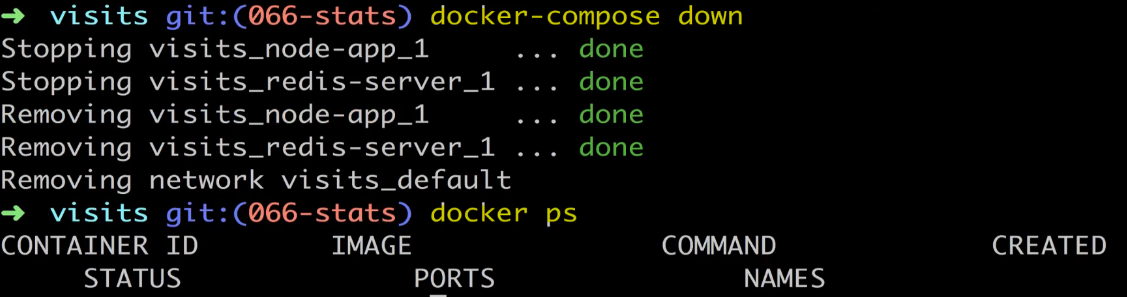 ➜  visits git:(066-stats) docker-compose down
Stopping visits_node-app_1     ... done
Stopping visits_redis-server_1 ... done
Removing visits_node-app_1     ... done
Removing visits_redis-server_1 ... done
Removing network visits_default
➜  visits git:(066-stats) docker ps
CONTAINER ID        IMAGE               COMMAND             CREATED
     STATUS              PORTS               NAMES